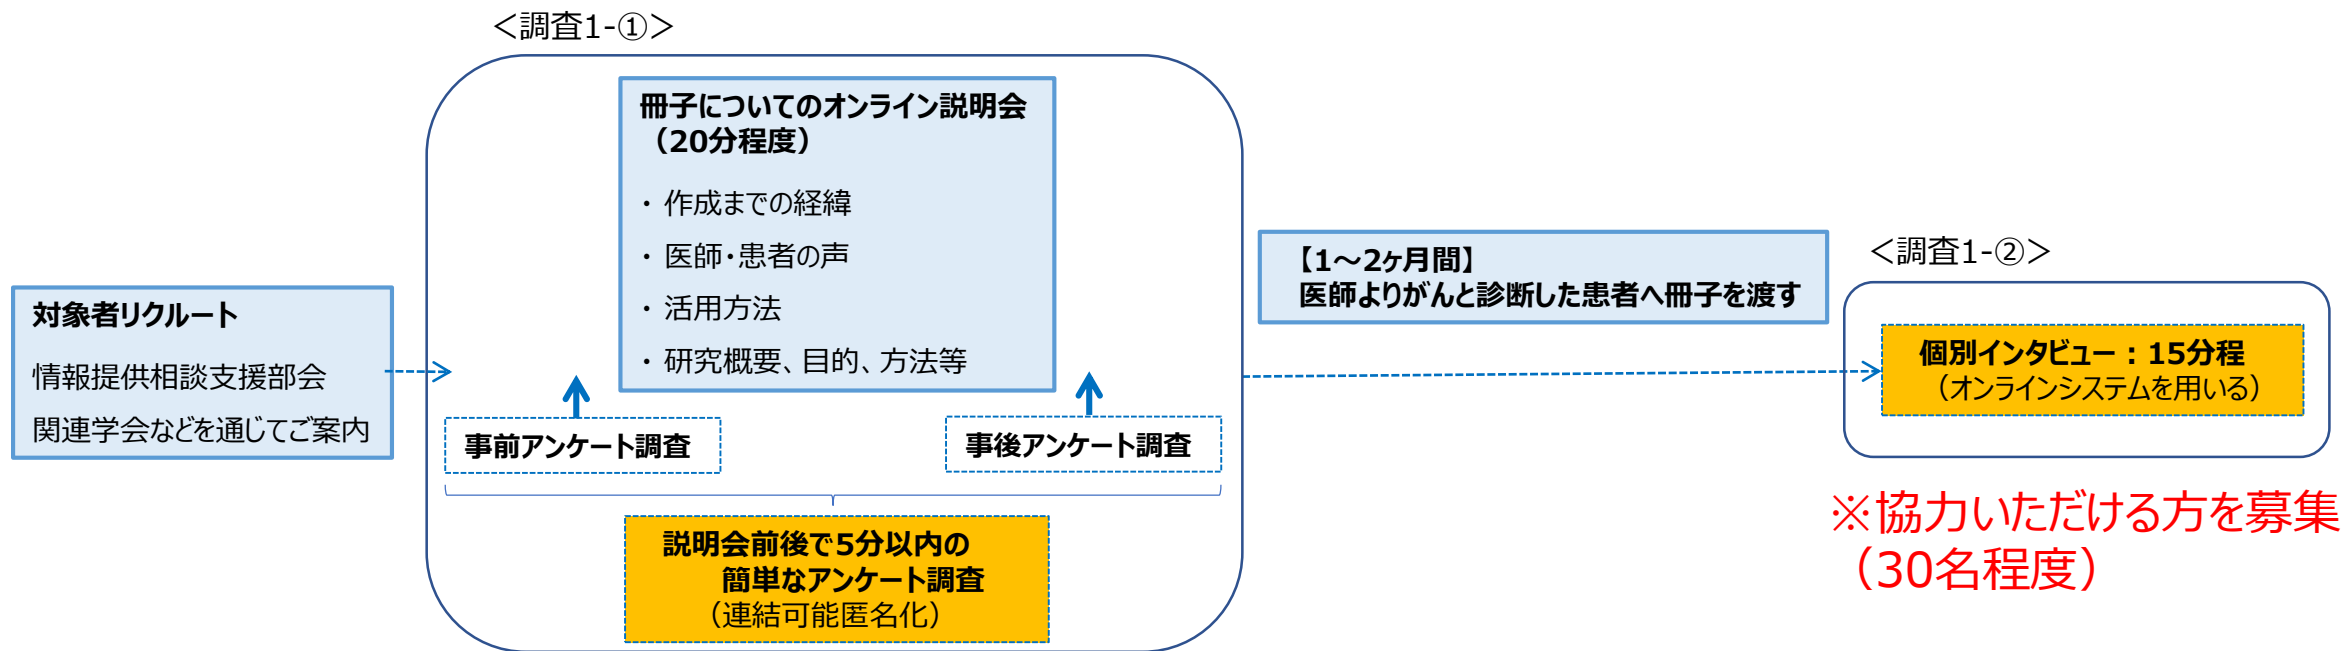 ＜調査1-①＞
冊子についてのオンライン説明会
（20分程度）
・ 作成までの経緯
・ 医師・患者の声
・ 活用方法
・ 研究概要、目的、方法等
対象者リクルート
情報提供相談支援部会
関連学会などを通じてご案内
事前アンケート調査
事後アンケート調査
説明会前後で5分以内の
簡単なアンケート調査
（連結可能匿名化）
【1～2ヶ月間】
医師よりがんと診断した患者へ冊子を渡す
＜調査1-②＞
個別インタビュー：15分程
（オンラインシステムを用いる）
※協力いただける方を募集
（30名程度）